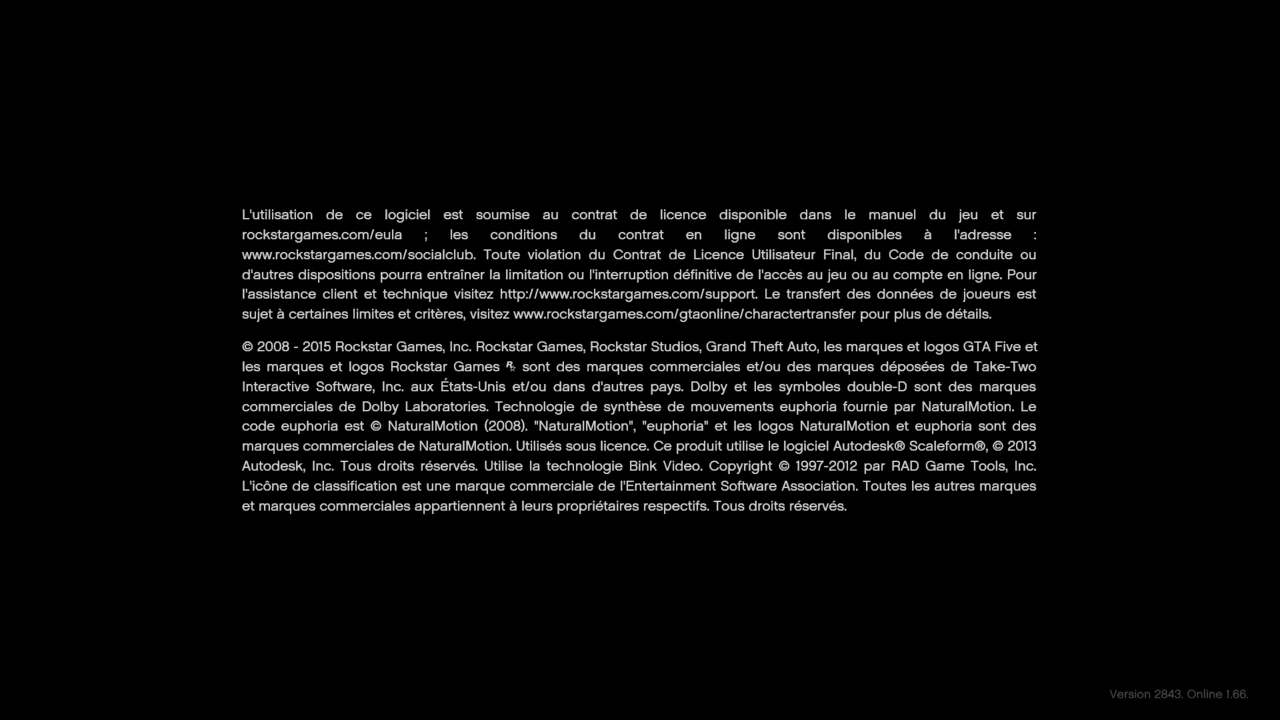 L'utilisation de ce logiciel est soumise au contrat de licence disponible dans le manuel du jeu et sur
rockstargames.com/eula ; les conditions du contrat en ligne sont disponibles à l'adresse :
www.rockstargames.com/socialclub. Toute violation du Contrat de Licence Utilisateur Final, du Code de conduite ou
d'autres dispositions pourra entraîner la limitation ou l'interruption définitive de l'accès au jeu ou au compte en ligne. Pour
l'assistance client et technique visitez http://www.rockstargames.com/support. Le transfert des données de joueurs est
sujet à certaines limites et critères, visitez www.rockstargames.com/gtaonline/charactertransfer pour plus de détails.
© 2008 - 2015 Rockstar Games, Inc. Rockstar Games, Rockstar Studios, Grand Theft Auto, les marques et logos GTA Five et
les marques et logos Rockstar Games R* sont des marques commerciales et/ou des marques déposées de Take-Two
Interactive Software, Inc. aux États-Unis et/ou dans d'autres pays. Dolby et les symboles double-D sont des marques
commerciales de Dolby Laboratories. Technologie de synthèse de mouvements euphoria fournie par NaturalMotion. Le
code euphoria est © NaturalMotion (2008). "NaturalMotion", "euphoria" et les logos NaturalMotion et euphoria sont des
marques commerciales de NaturalMotion. Utilisés sous licence. Ce produit utilise le logiciel Autodesk® Scaleform®, © 2013
Autodesk, Inc. Tous droits réservés. Utilise la technologie Bink Video. Copyright © 1997-2012 par RAD Game Tools, Inc.
L'icône de classification est une marque commerciale de l'Entertainment Software Association. Toutes les autres marques
et marques commerciales appartiennent à leurs propriétaires respectifs. Tous droits réservés.
Version 2843. Online 1.66.